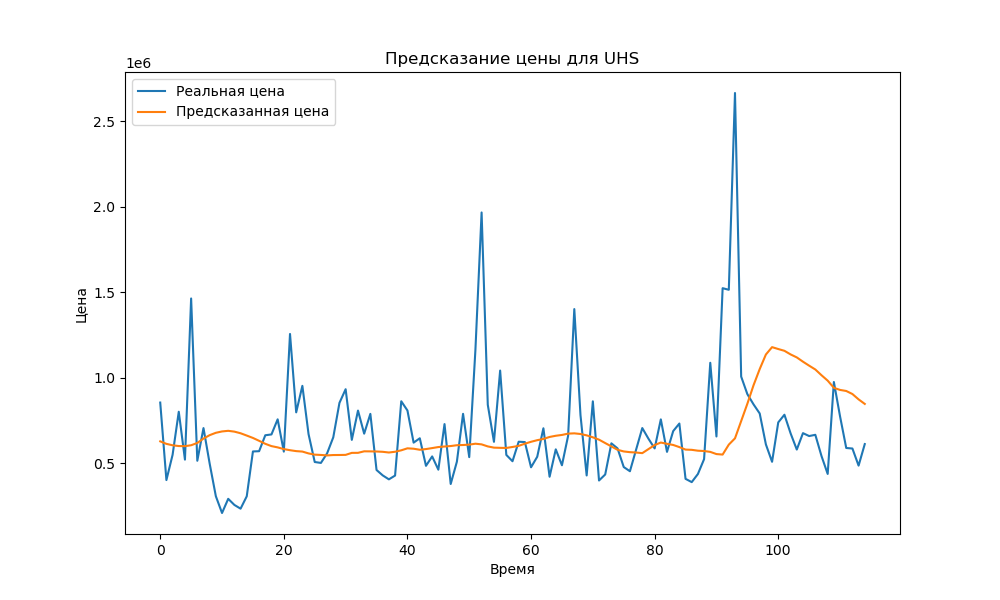 Предсказание цены для UHS
1e6
Реальная цена
Предсказанная цена
2.5
2.0
1.5
1.0
0.5
Цена
0 20 40 60 80 100
Время